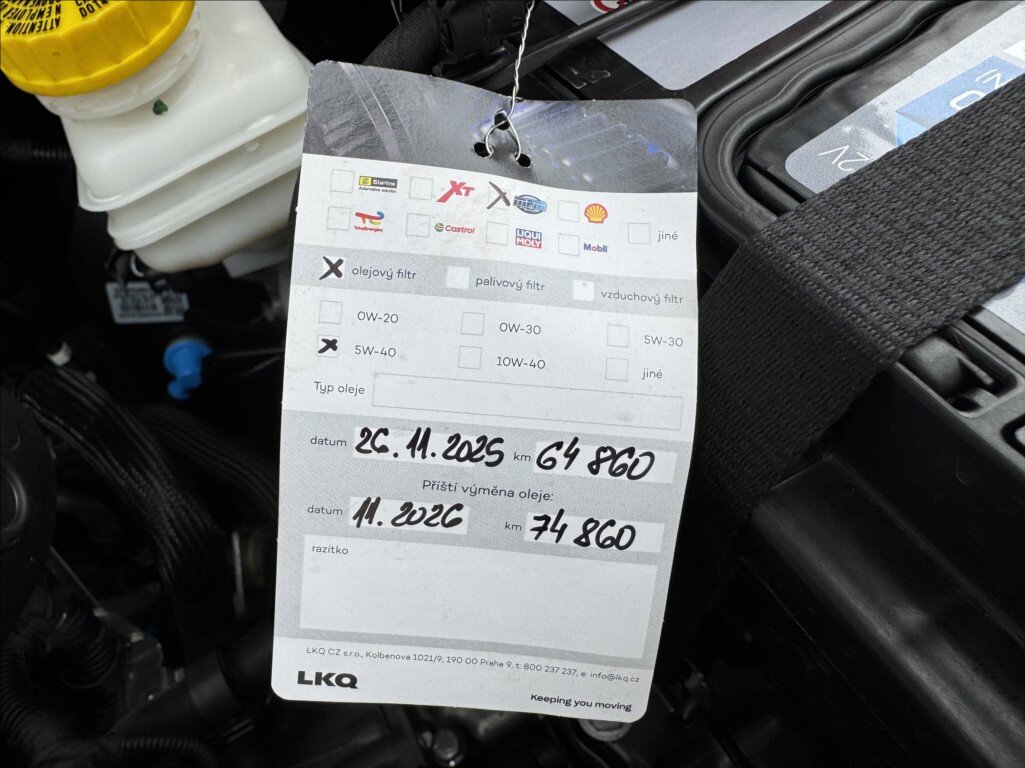 ATTENTION
Starline
Automotive solution
XT
TotalEnergies
Castrol
LIQUI
MOLY
Mobil
jiné
olejový filtr
palivový filtr
vzduchový filtr
0W-20
0W-30
5W-30
5W-40
10W-40
jiné
Typ oleje
datum 26.11.2025 km 64 860
Příští výměna oleje:
datum 11.2026 km 74 860
razítko
LKQ CZ s.r.o., Kolbenova 1021/9, 190 00 Praha 9, t: 800 237 237, e: info@lkq.cz
LKQ
Keeping you moving